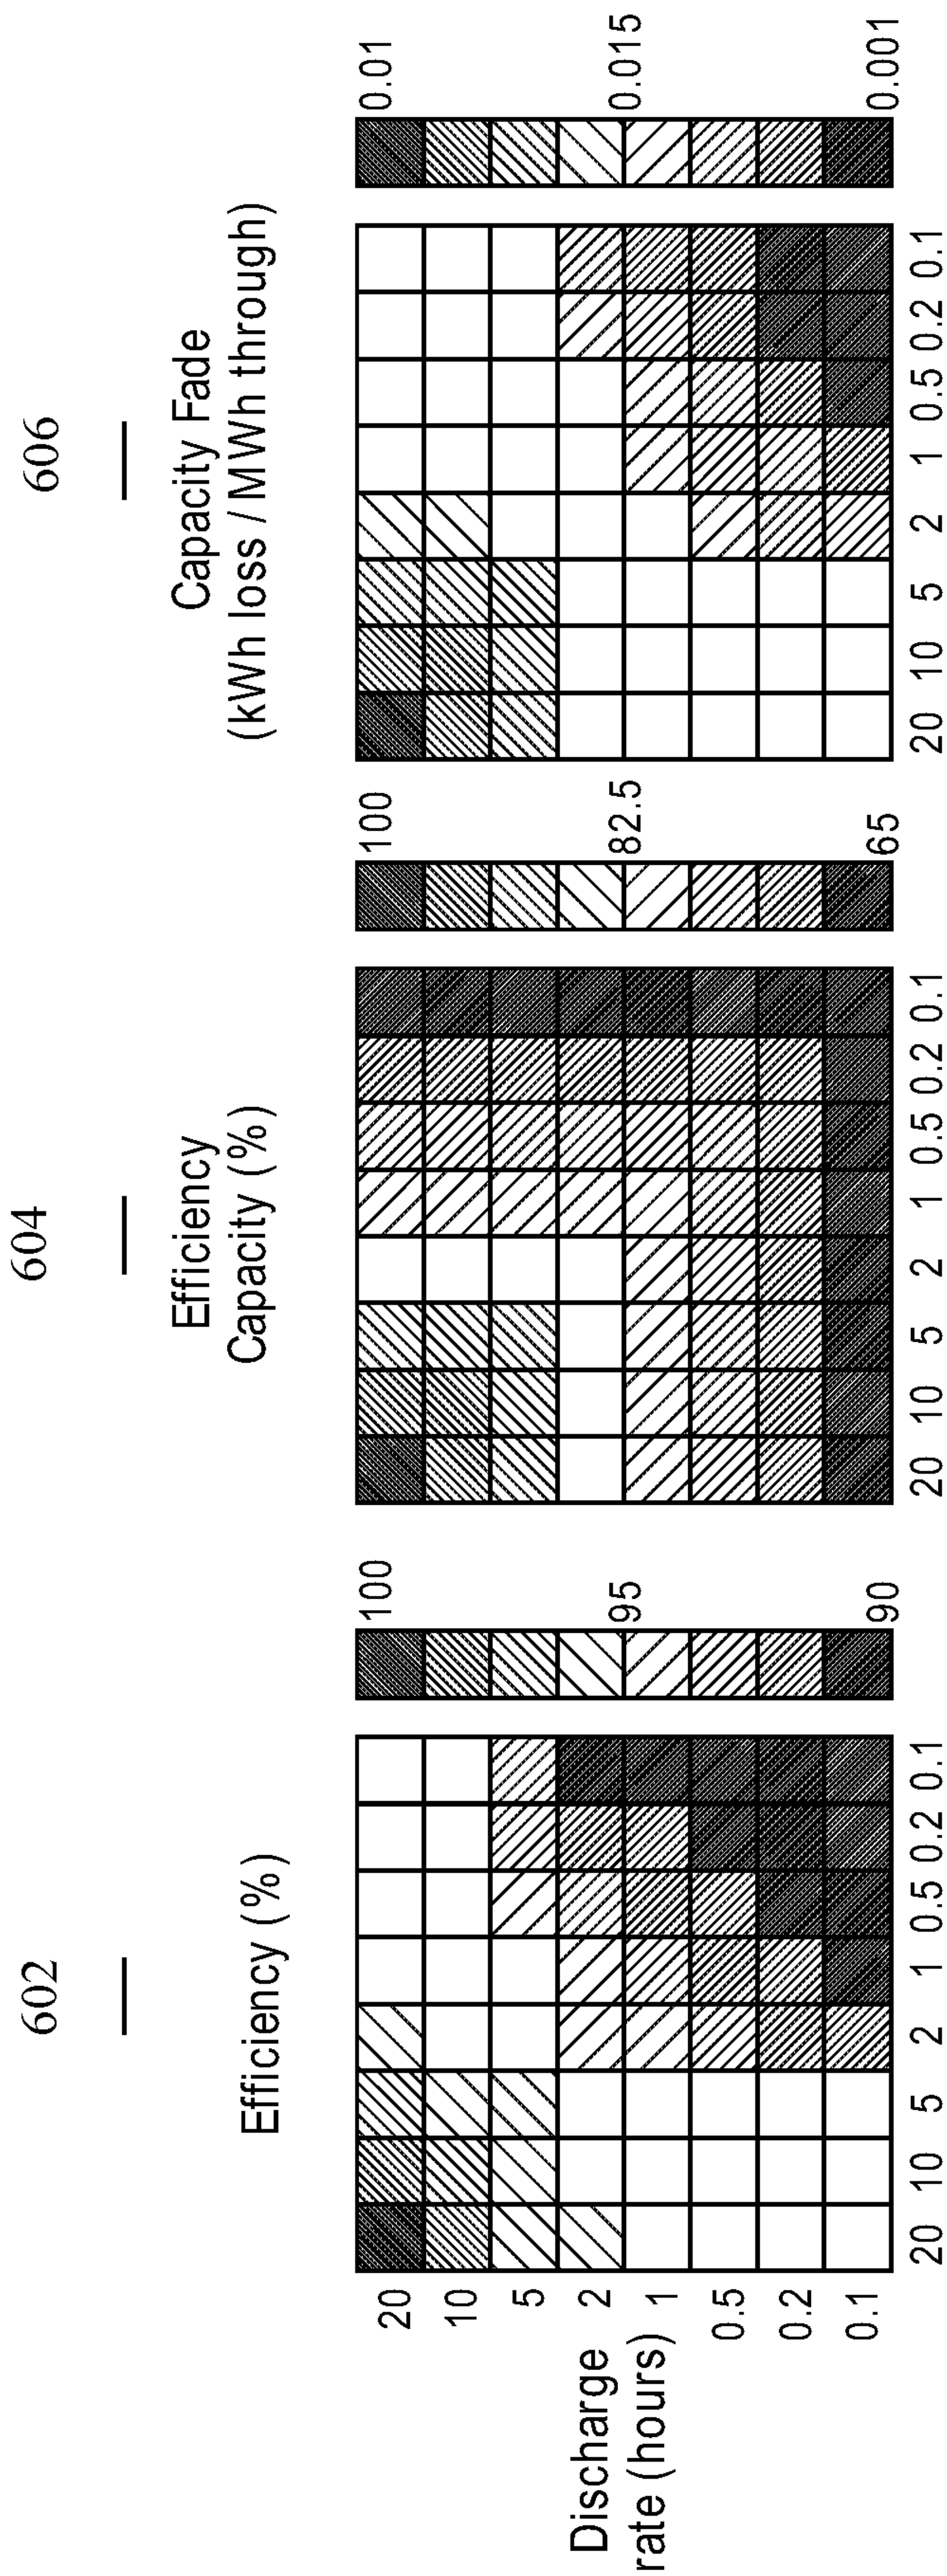 602
Efficiency (%)
100
95
90
Discharge
rate (hours)
20
10
5
2
1
0.5
0.2
0.1
20 10 5 2 1 0.5 0.2 0.1
604
Efficiency
Capacity (%)
100
82.5
65
20 10 5 2 1 0.5 0.2 0.1
606
Capacity Fade
(kWh loss / MWh through)
0.01
0.015
0.001
20 10 5 2 1 0.5 0.2 0.1